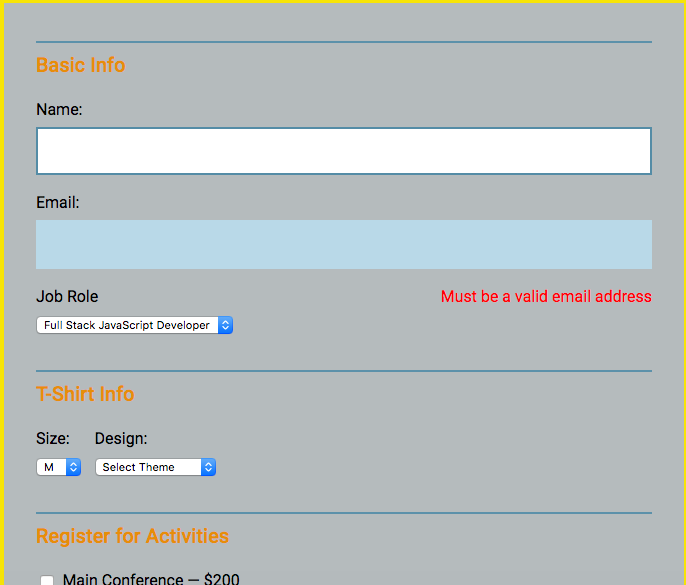 Basic Info
Name:
Email:
Job Role
Must be a valid email address
Full Stack JavaScript Developer
T-Shirt Info
Size: Design:
M Select Theme
Register for Activities
Main Conference — $200